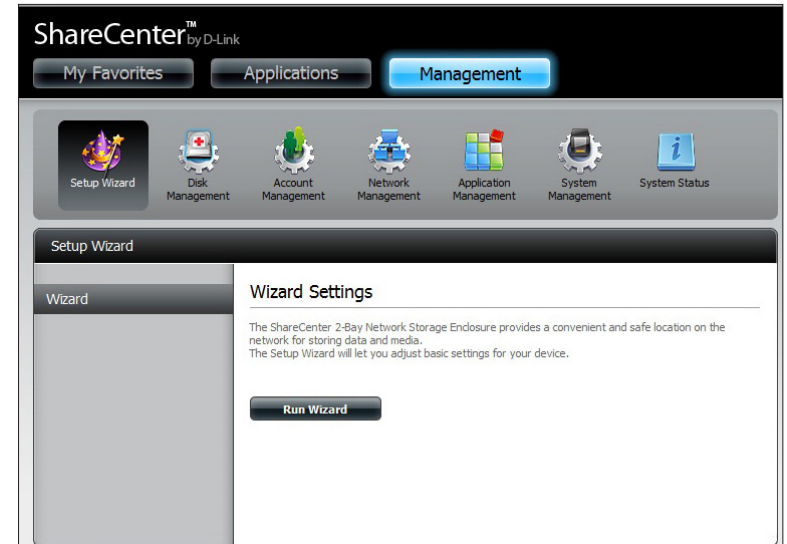 ShareCenter™ by D-Link
My Favorites Applications Management
Setup Wizard Disk Management Account Management Network Management Application Management System Management System Status
Setup Wizard
Wizard
Wizard Settings
The ShareCenter 2-Bay Network Storage Enclosure provides a convenient and safe location on the
network for storing data and media.
The Setup Wizard will let you adjust basic settings for your device.
Run Wizard